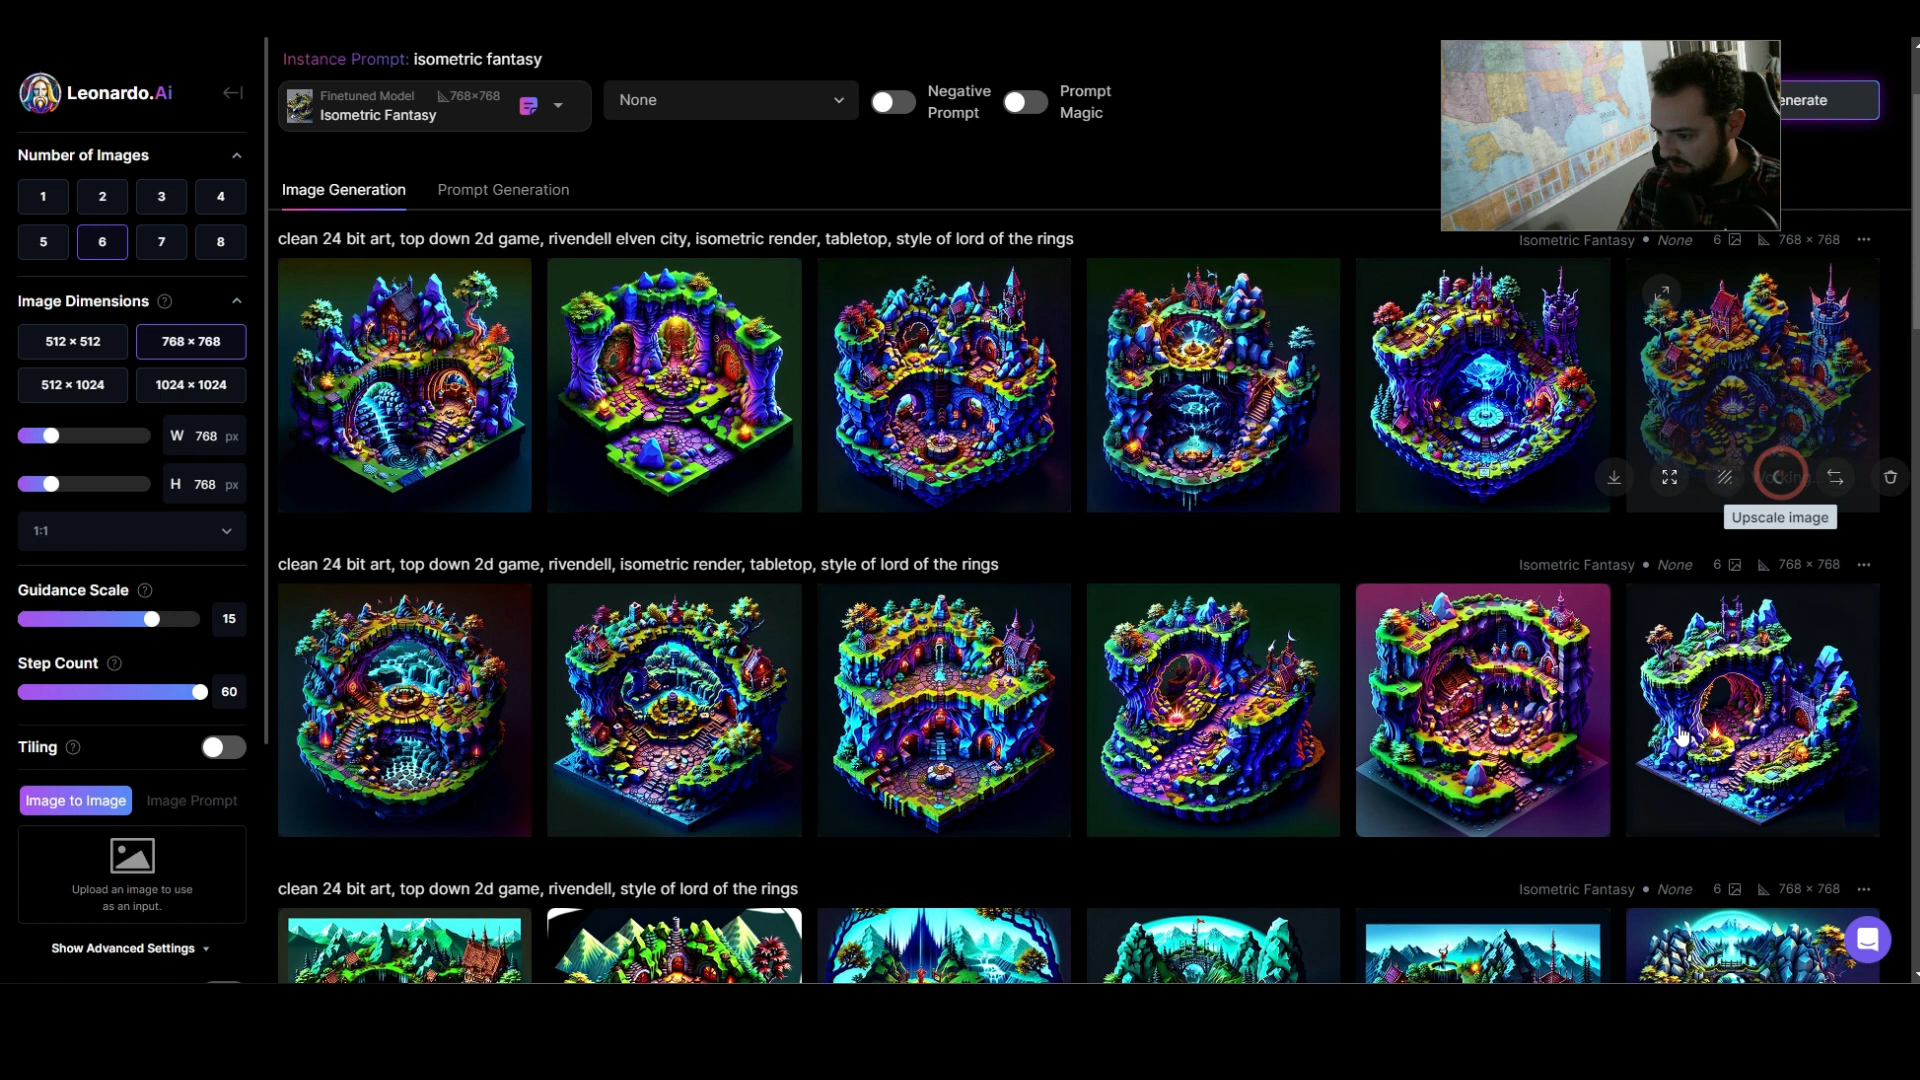 Instance Prompt: isometric fantasy
Leonardo.Ai
Finetuned Model
768×768
Isometric Fantasy
None
Negative
Prompt
Prompt
Magic
Number of Images
1
2
3
4
5
6
7
8
Image Generation
Prompt Generation
clean 24 bit art, top down 2d game, rivendell elven city, isometric render, tabletop, style of lord of the rings
Isometric Fantasy • None 6 768 × 768
Image Dimensions
512 × 512
768 × 768
512 × 1024
1024 × 1024
W 768 px
H 768 px
1:1
Upscale image
clean 24 bit art, top down 2d game, rivendell, isometric render, tabletop, style of lord of the rings
Isometric Fantasy • None 6 768 × 768
Guidance Scale
15
Step Count
60
Tiling
Image to Image
Image Prompt
Upload an image to use
as an input.
Show Advanced Settings
clean 24 bit art, top down 2d game, rivendell, style of lord of the rings
Isometric Fantasy • None 6 768 × 768